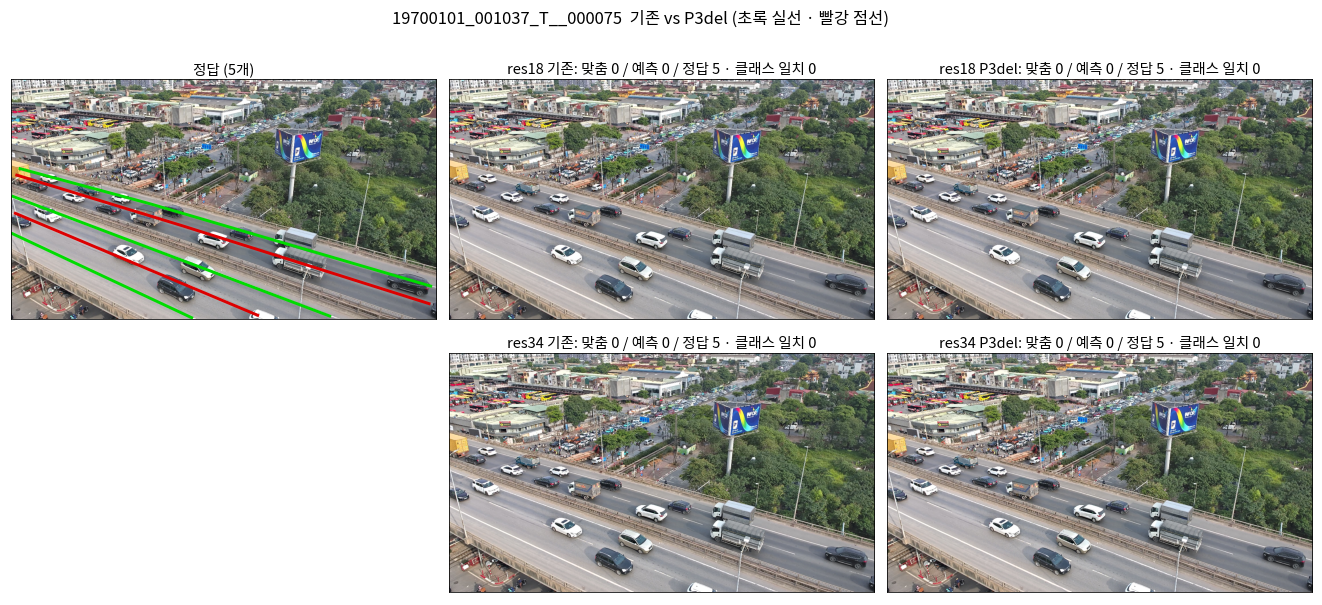 19700101_001037_T__000075 기존 vs P3del (초록 실선 · 빨강 점선)
정답 (5개)
res18 기존: 맞춤 0 / 예측 0 / 정답 5 · 클래스 일치 0
res18 P3del: 맞춤 0 / 예측 0 / 정답 5 · 클래스 일치 0
res34 기존: 맞춤 0 / 예측 0 / 정답 5 · 클래스 일치 0
res34 P3del: 맞춤 0 / 예측 0 / 정답 5 · 클래스 일치 0